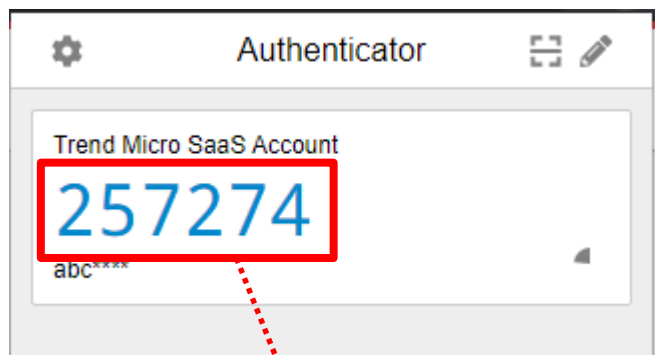 Authenticator
Trend Micro SaaS Account
257274
abc****